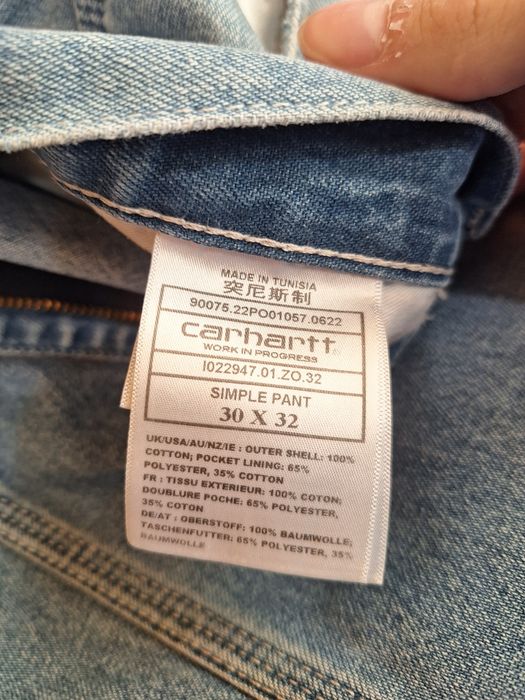 MADE IN TUNISIA
突尼斯制
90075.22PO01057.0622
carhartt
WORK IN PROGRESS
I022947.01.ZO.32
SIMPLE PANT
30 X 32
UK/USA/AU/NZ/IE : OUTER SHELL: 100%
COTTON; POCKET LINING: 65%
POLYESTER, 35% COTTON
FR : TISSU EXTERIEUR: 100% COTON;
DOUBLURE POCHE: 65% POLYESTER,
35% COTON
DE/AT : OBERSTOFF: 100% BAUMWOLLE;
TASCHENFUTTER: 65% POLYESTER, 35%
BAUMWOLLE